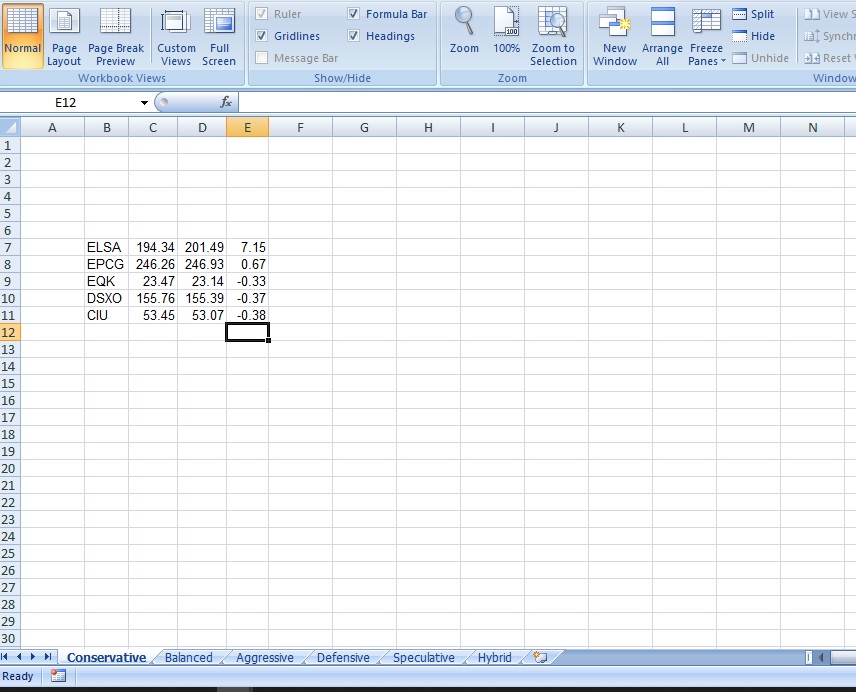 Normal Page Layout Page Break Preview Custom Views Full Screen
Workbook Views
Ruler Formula Bar
Gridlines Headings
Message Bar
Show/Hide
Zoom 100% Zoom to Selection
100
Zoom
New Window Arrange All Freeze Panes
Split
Hide
Unhide
View S
Synchr
Reset
Window
E12 fx
A B C D E F G H I J K L M N
1
2
3
4
5
6
7 ELSA 194.34 201.49 7.15
8 EPCG 246.26 246.93 0.67
9 EQK 23.47 23.14 -0.33
10 DSXO 155.76 155.39 -0.37
11 CIU 53.45 53.07 -0.38
12
13
14
15
16
17
18
19
20
21
22
23
24
25
26
27
28
29
30
Conservative Balanced Aggressive Defensive Speculative Hybrid
Ready